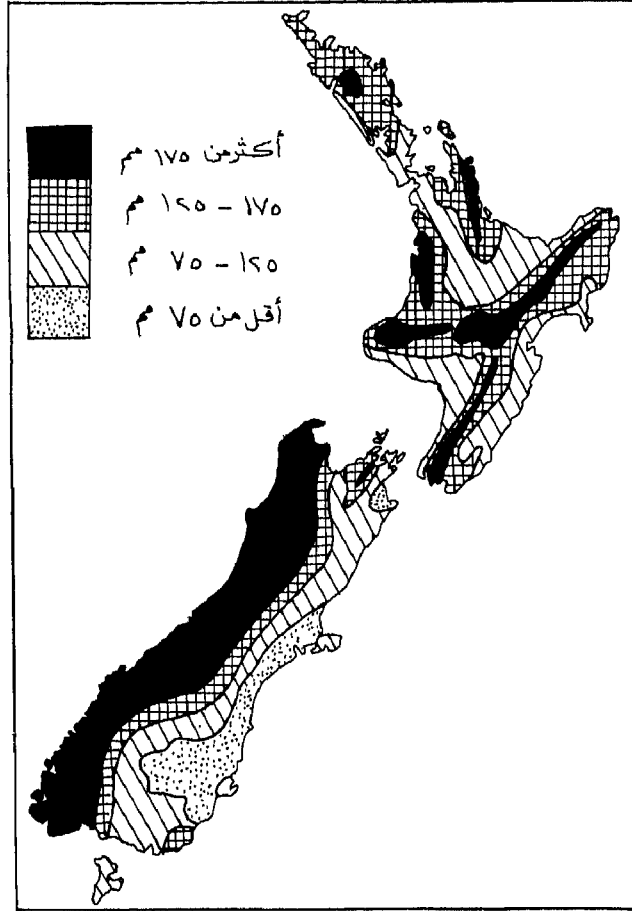 أكثر من ١٧٥ مم
١٧٥ – ١٢٥ مم
١٢٥ – ٧٥ مم
أقل من ٧٥ مم